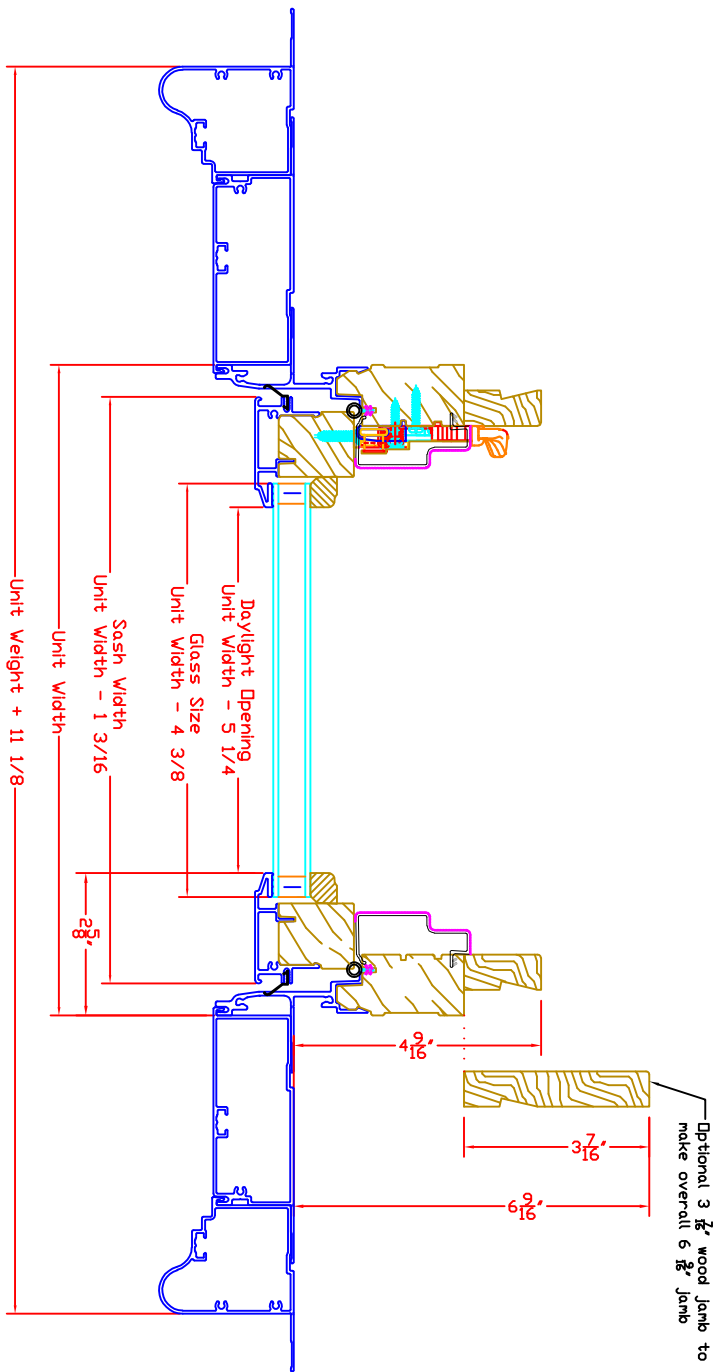 Optional 3 7/16" wood jamb to
make overall 6 9/16" jamb
4 9/16"
3 7/16"
6 9/16"
2 5/8"
Daylight Opening
Unit Width - 5 1/4
Glass Size
Unit Width - 4 3/8
Sash Width
Unit Width - 1 3/16
Unit Width
Unit Weight + 11 1/8